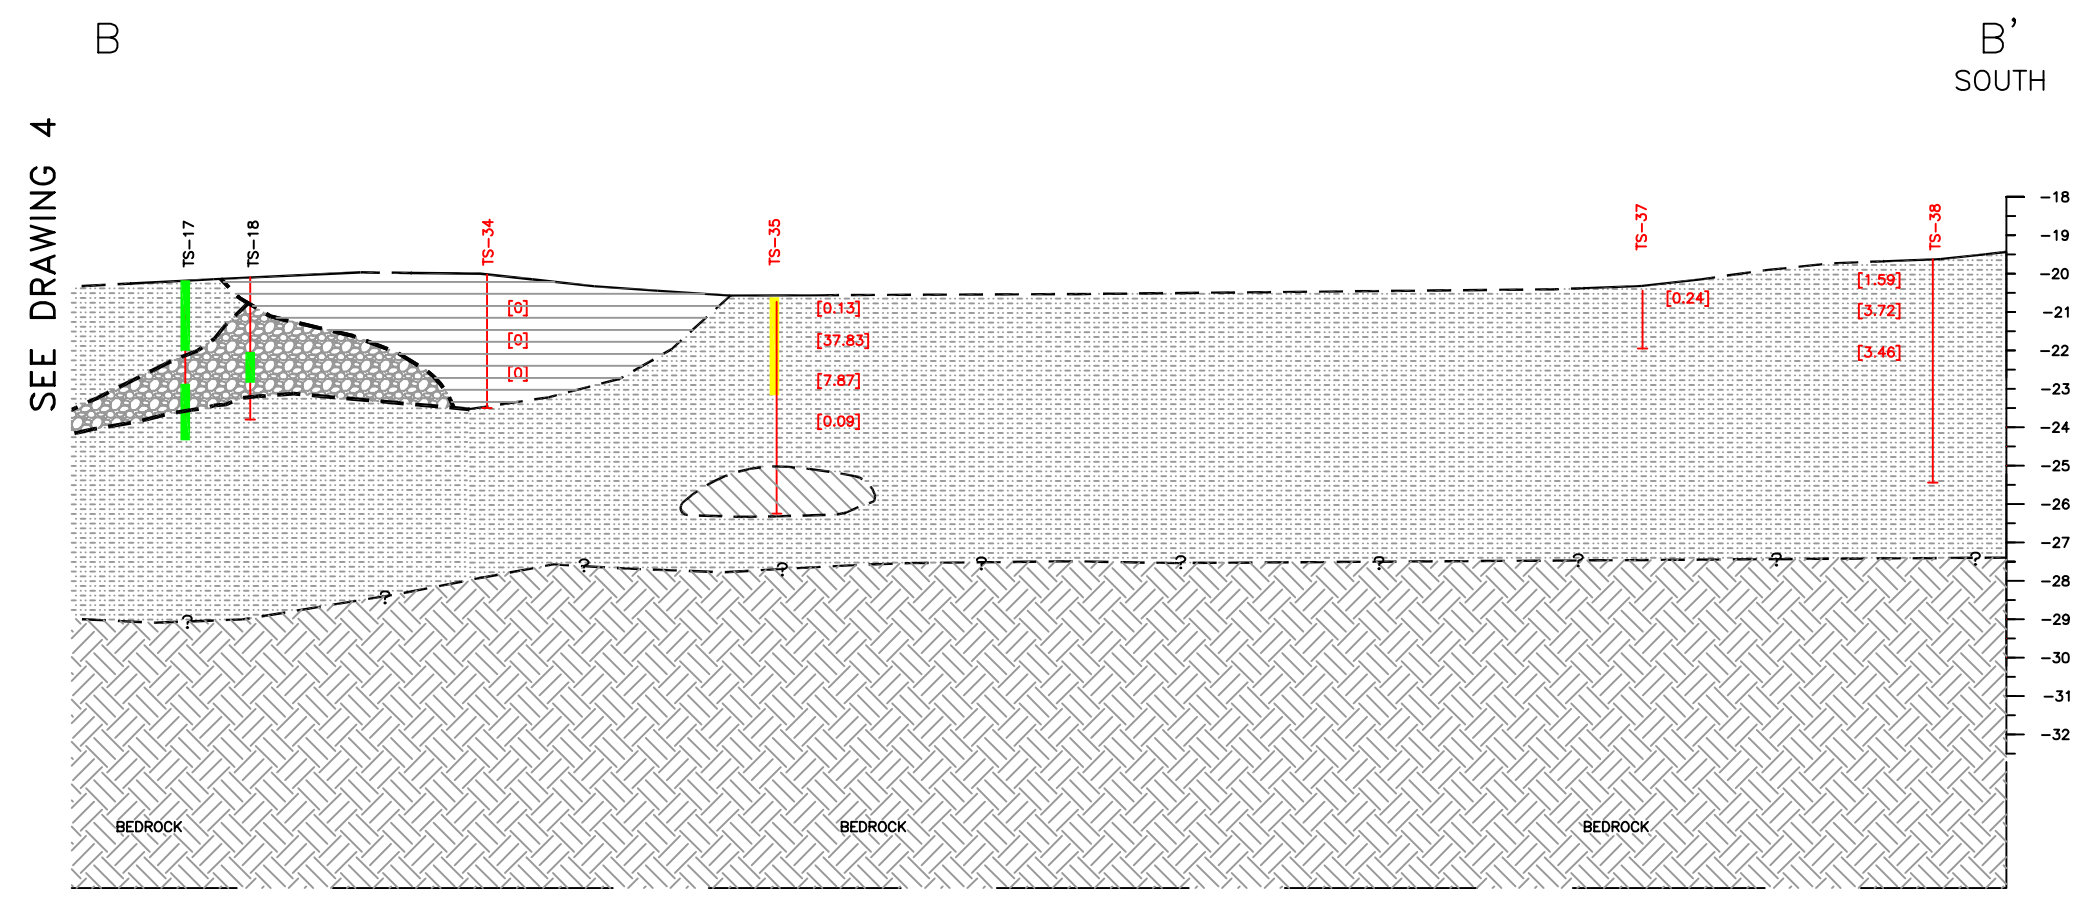 B
B'
SOUTH
SEE DRAWING 4
TS-17
TS-18
TS-34
TS-35
TS-37
TS-38
[0]
[0]
[0]
[0.13]
[37.83]
[7.87]
[0.09]
[0.24]
[1.59]
[3.72]
[3.46]
-18
-19
-20
-21
-22
-23
-24
-25
-26
-27
-28
-29
-30
-31
-32
?
?
?
?
?
?
?
?
?
?
BEDROCK
BEDROCK
BEDROCK